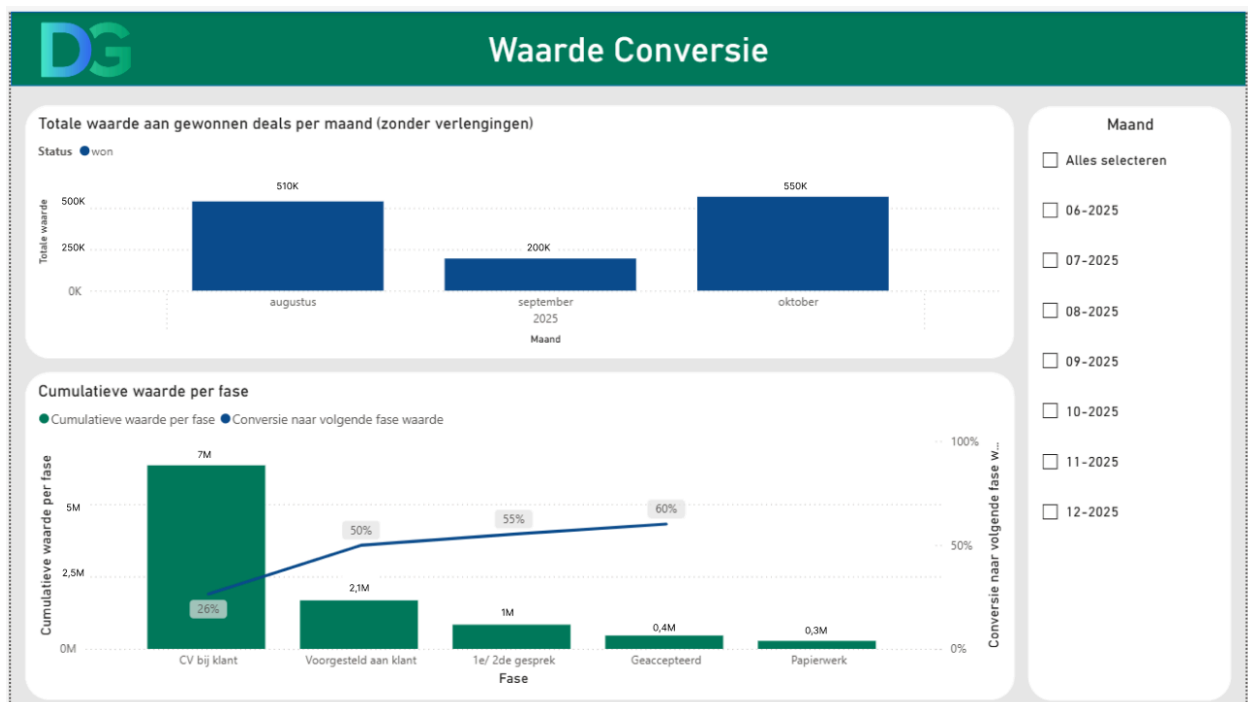 DG
Waarde Conversie
Totale waarde aan gewonnen deals per maand (zonder verlengingen)
Status won
Totale waarde
500K
250K
0K
510K
200K
550K
augustus
september
oktober
2025
Maand
Cumulatieve waarde per fase
Cumulatieve waarde per fase Conversie naar volgende fase waarde
Cumulatieve waarde per fase
5M
2,5M
0M
7M
2,1M
1M
0,4M
0,3M
26%
50%
55%
60%
CV bij klant
Voorgesteld aan klant
1e/ 2de gesprek
Geaccepteerd
Papierwerk
Fase
100%
50%
0%
Conversie naar volgende fase w...
Maand
Alles selecteren
06-2025
07-2025
08-2025
09-2025
10-2025
11-2025
12-2025